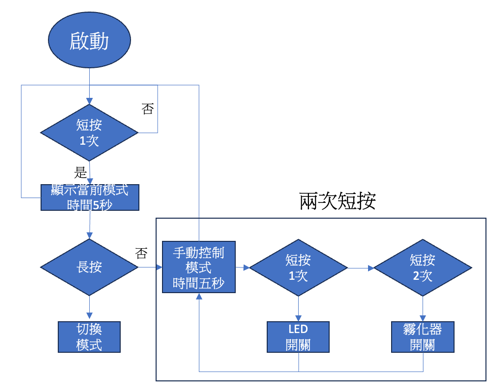 啟動
短按
1次
否
是
顯示當前模式
時間5秒
兩次短按
長按
否
手動控制
模式
時間五秒
短按
1次
短按
2次
切換
模式
LED
開關
霧化器
開關